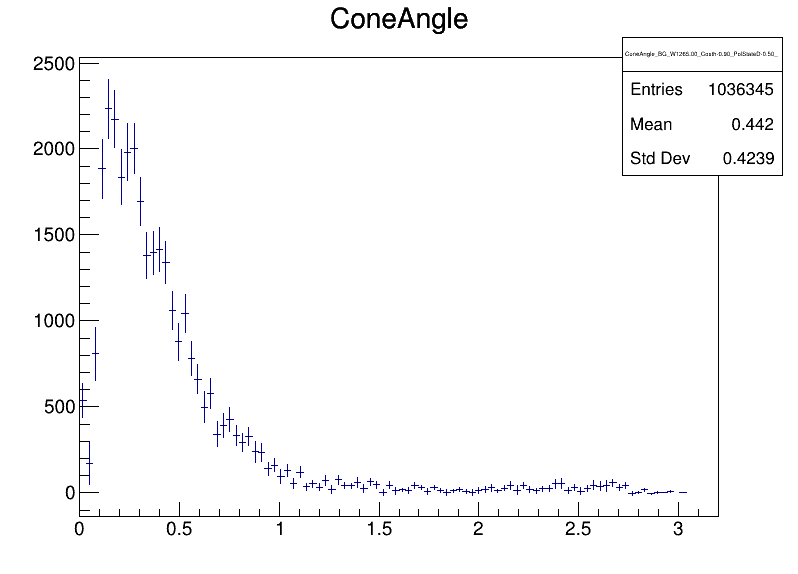 ConeAngle
ConeAngle_BG_W1265.00_Costh-0.90_PolStateD-0.50_
Entries 1036345
Mean 0.442
Std Dev 0.4239
2500
2000
1500
1000
500
0
0 0.5 1 1.5 2 2.5 3